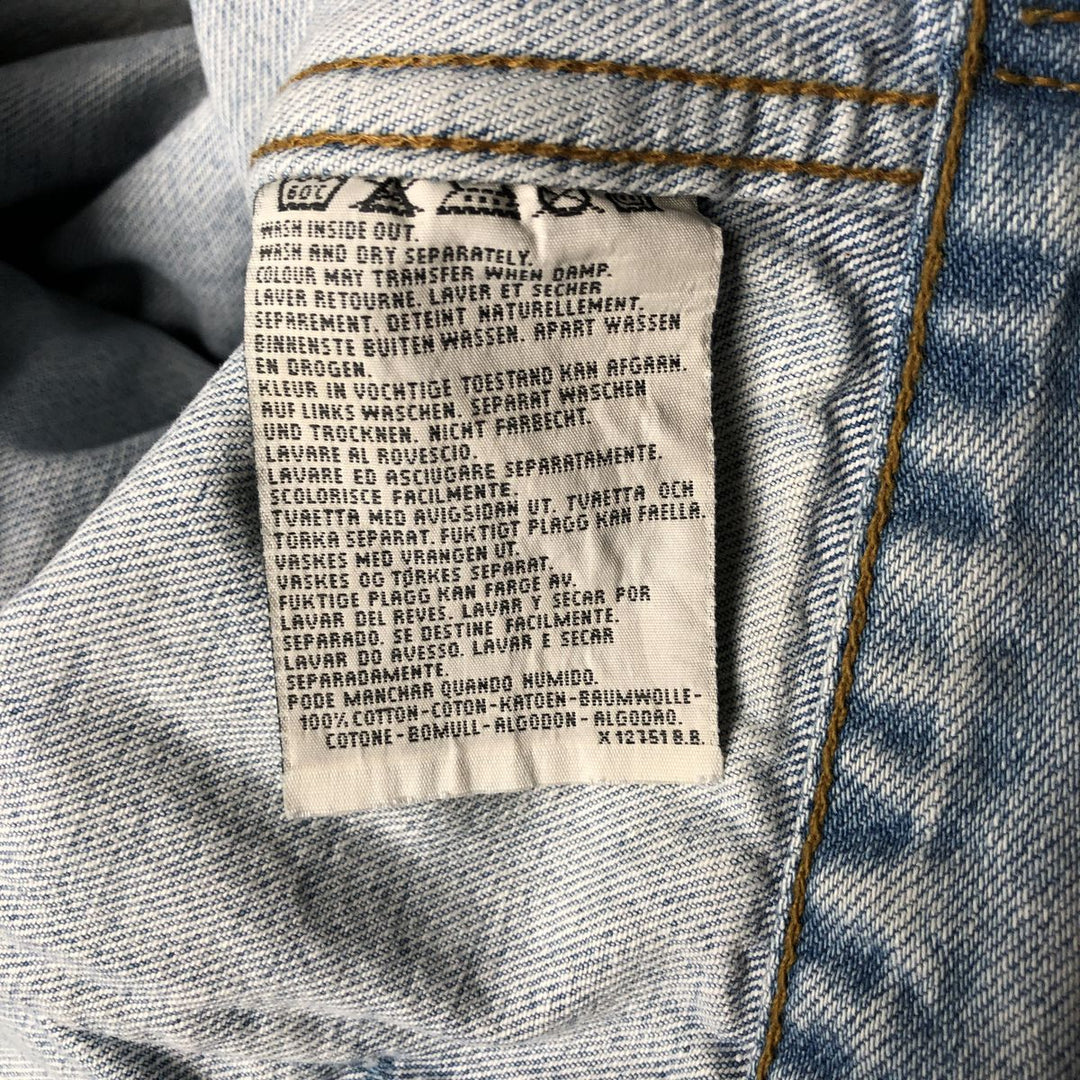 60°C
WASH INSIDE OUT.
WASH AND DRY SEPARATELY.
COLOUR MAY TRANSFER WHEN DAMP.
LAVER RETOURNE. LAVER ET SECHER
SEPAREMENT. DETEINT NATURELLEMENT.
BINNENSTE BUITEN WASSEN. APART WASSEN
EN DROGEN.
KLEUR IN VOCHTIGE TOESTAND KAN AFGAAN.
AUF LINKS WASCHEN. SEPARAT WASCHEN
UND TROCKNEN. NICHT FARBECHT.
LAVARE AL ROVESCIO.
LAVARE ED ASCIUGARE SEPARATAMENTE.
SCOLORISCE FACILMENTE.
TVAETTA MED AVIGSIDAN UT. TVAETTA OCH
TORKA SEPARAT. FUKTIGT PLAGG KAN FAELLA.
VASKES MED VRANGEN UT.
VASKES OG TØRKES SEPARAT.
FUKTIGE PLAGG KAN FARGE AV.
LAVAR DEL REVES. LAVAR Y SECAR POR
SEPARADO. SE DESTINE FACILMENTE.
LAVAR DO AVESSO. LAVAR E SECAR
SEPARADAMENTE.
PODE MANCHAR QUANDO HUMIDO.
100% COTTON-COTON-KATOEN-BAUMWOLLE-
COTONE-BOMULL-ALGODON-ALGODÃO.
X 12751 B.B.